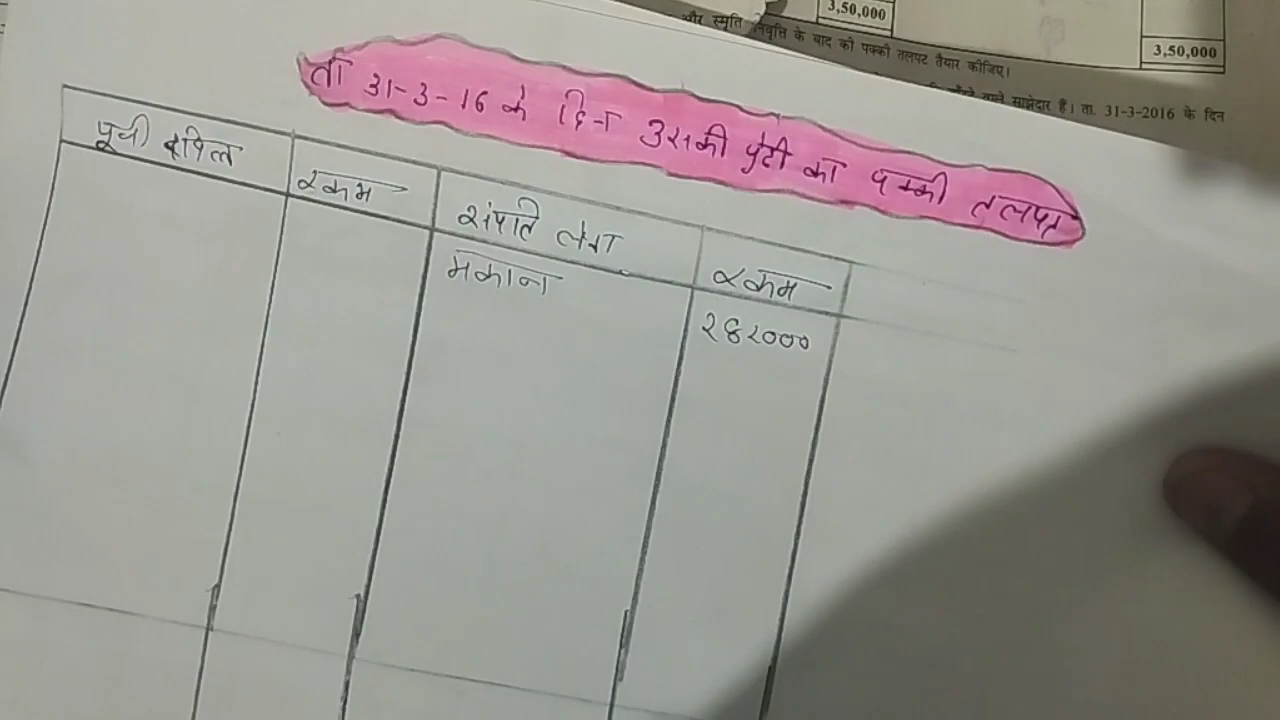 3,50,000
और स्मृति निवृत्ति के बाद की पक्की तलपट तैयार कीजिए।
3,50,000
साझेदार हैं। ता. 31-3-2016 के दिन
ता 31-3-16 के दिन उसकी पेढी का पक्की तलपट
पूंजी दायित्व रकम संपत्ति लेना रकम
मकान २४२०००